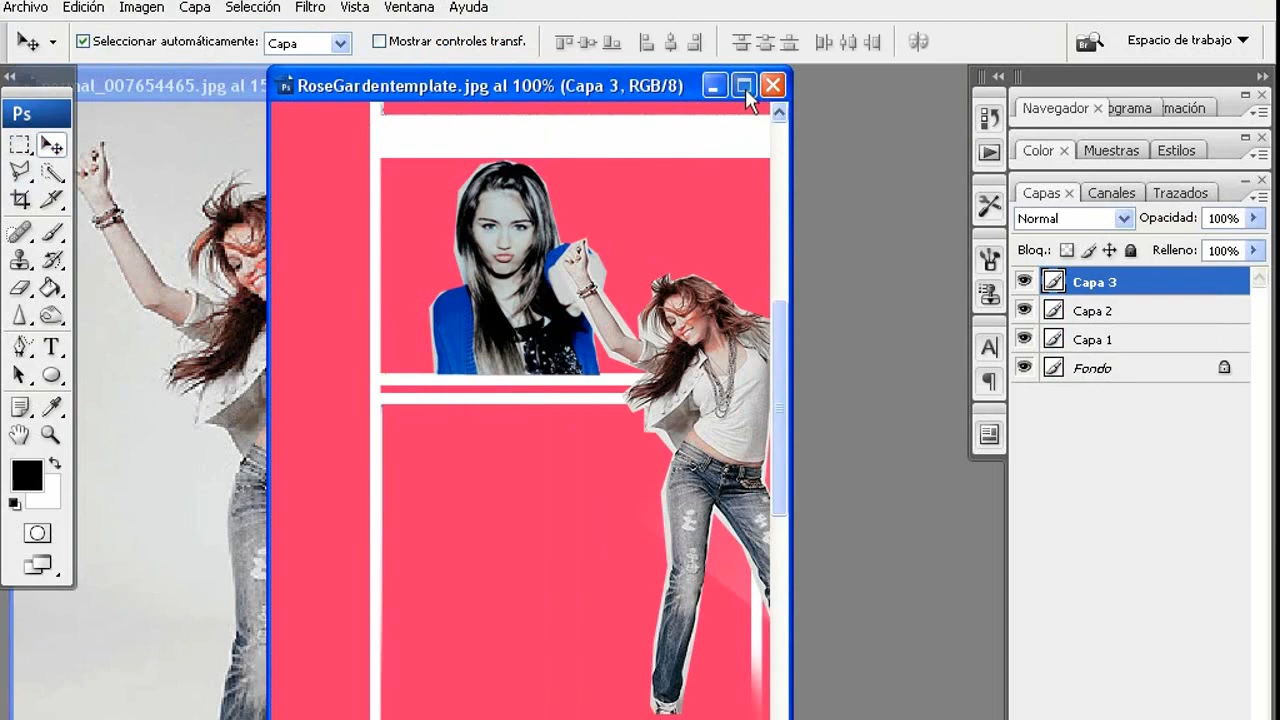 Archivo Edición Imagen Capa Selección Filtro Vista Ventana Ayuda
Seleccionar automáticamente: Capa Mostrar controles transf. Br Espacio de trabajo
normal_007654465.jpg al 15
RoseGardentemplate.jpg al 100% (Capa 3, RGB/8)
Ps
Navegador ograma mación
Color Muestras Estilos
Capas Canales Trazados
Normal Opacidad: 100%
Bloq.: Relleno: 100%
Capa 3
Capa 2
Capa 1
Fondo